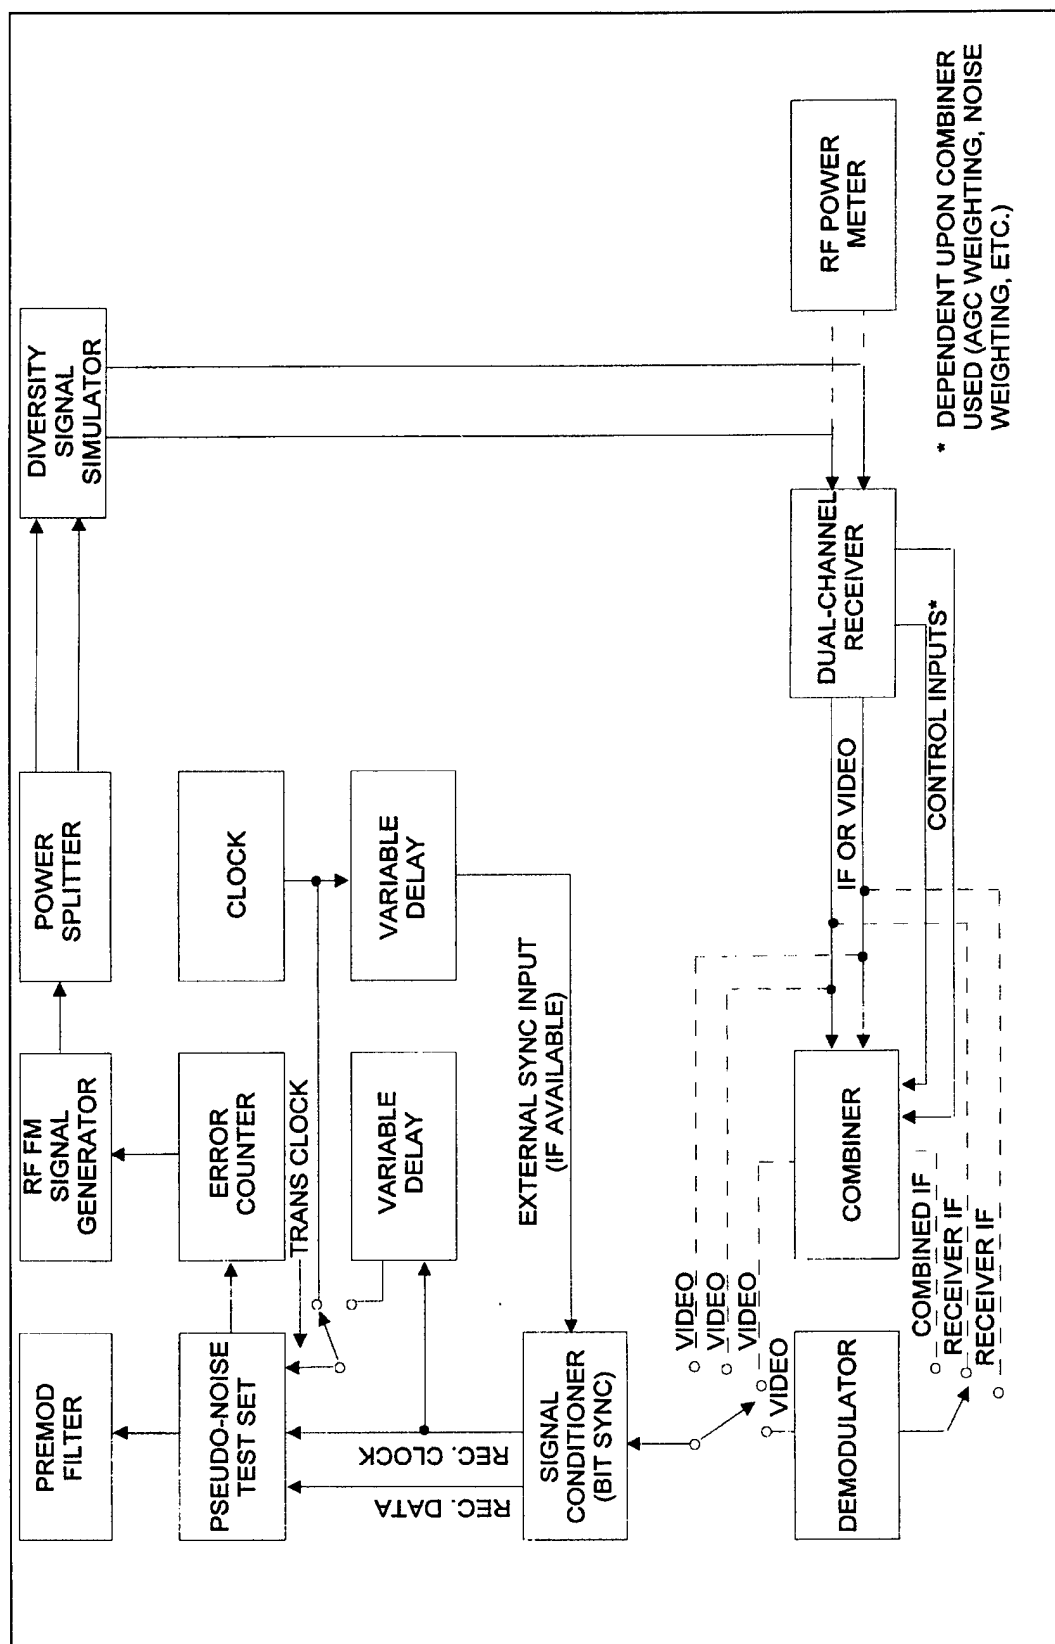 PREMOD
FILTER
RF FM
SIGNAL
GENERATOR
POWER
SPLITTER
DIVERSITY
SIGNAL
SIMULATOR
PSEUDO-NOISE
TEST SET
ERROR
COUNTER
CLOCK
TRANS CLOCK
REC. DATA
REC. CLOCK
VARIABLE
DELAY
VARIABLE
DELAY
SIGNAL
CONDITIONER
(BIT SYNC)
EXTERNAL SYNC INPUT
(IF AVAILABLE)
VIDEO
VIDEO
VIDEO
VIDEO
DEMODULATOR
COMBINER
IF OR VIDEO
DUAL-CHANNEL
RECEIVER
RF POWER
METER
COMBINED IF
RECEIVER IF
RECEIVER IF
CONTROL INPUTS*
* DEPENDENT UPON COMBINER
USED (AGC WEIGHTING, NOISE
WEIGHTING, ETC.)